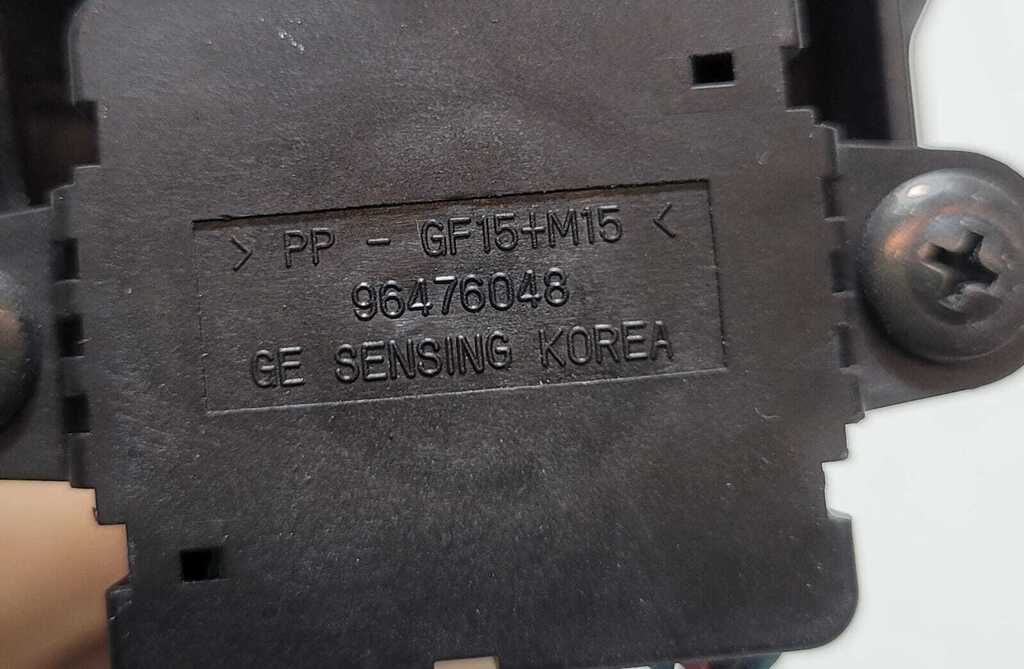 > PP - GF15+M15 <
96476048
GE SENSING KOREA